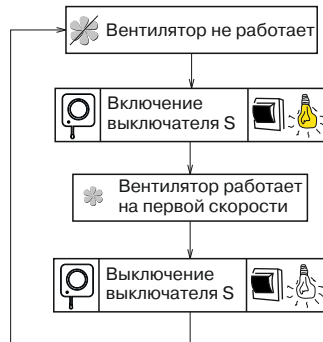 Вентилятор не работает
Включение
выключателя S
Вентилятор работает
на первой скорости
Выключение
выключателя S